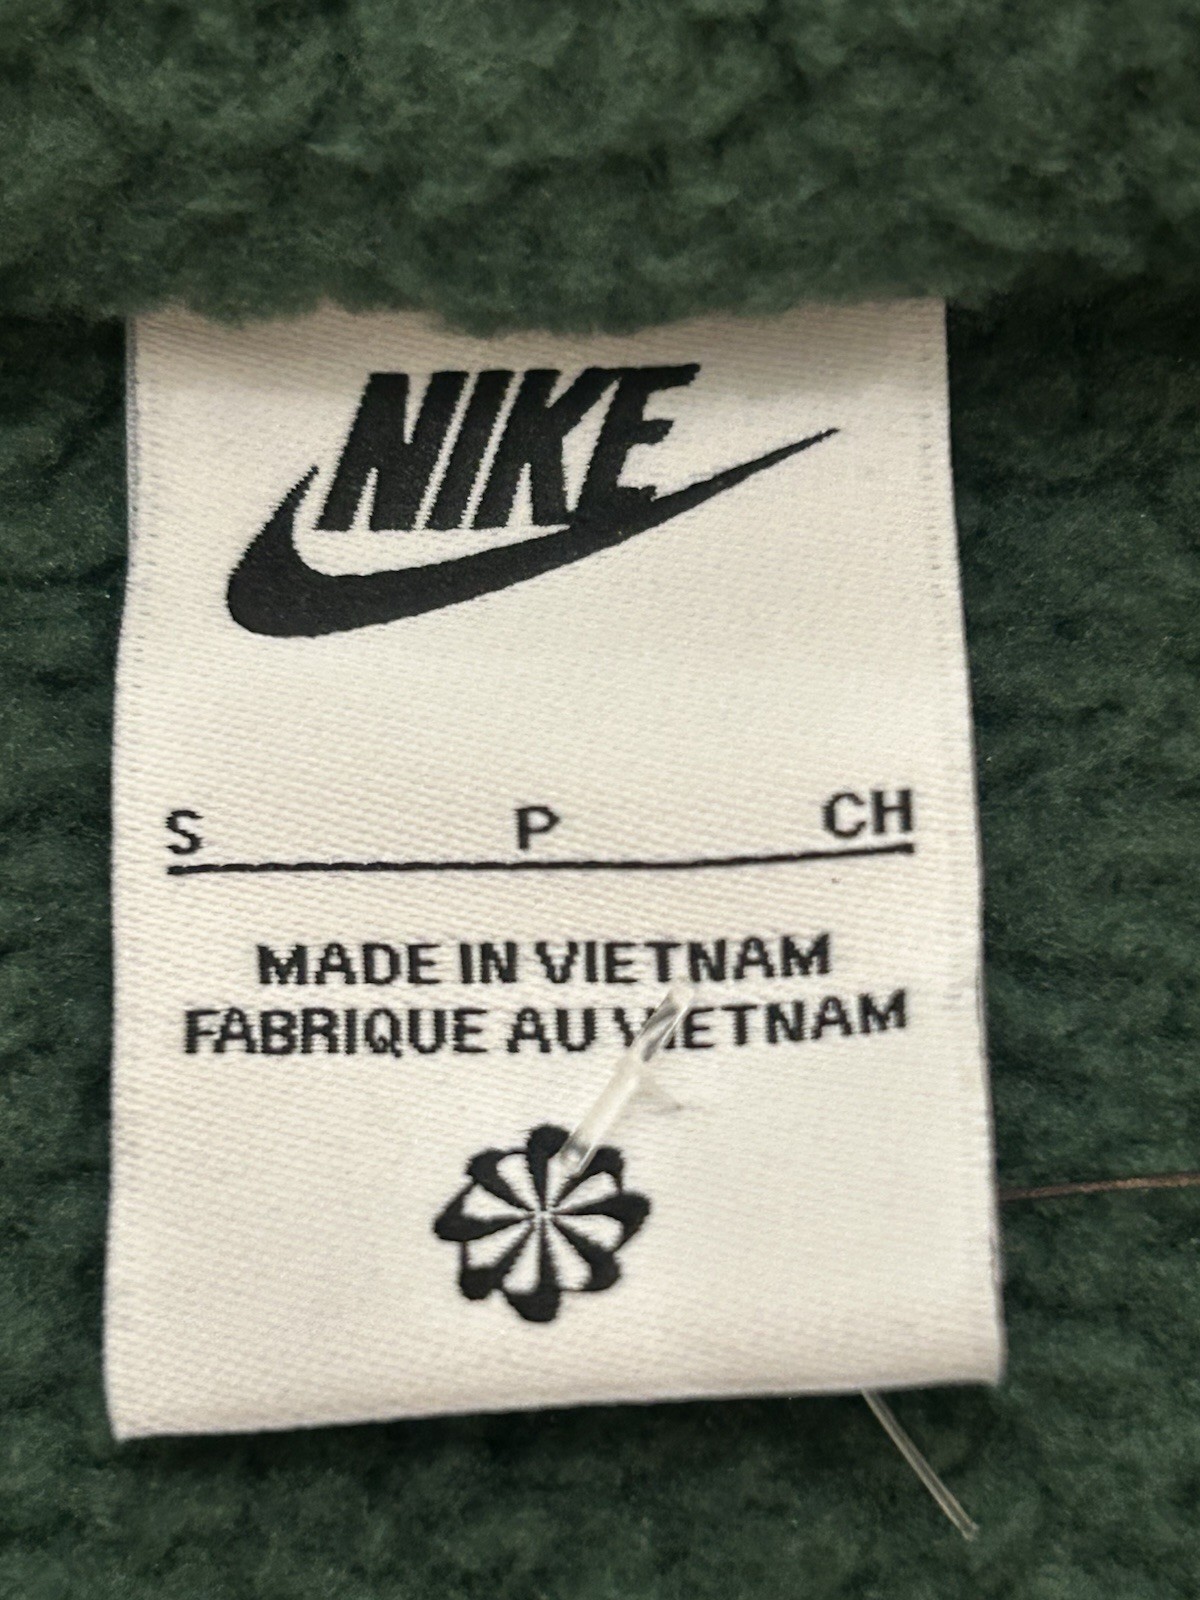 NIKE
S P CH
MADE IN VIETNAM
FABRIQUE AU VIETNAM